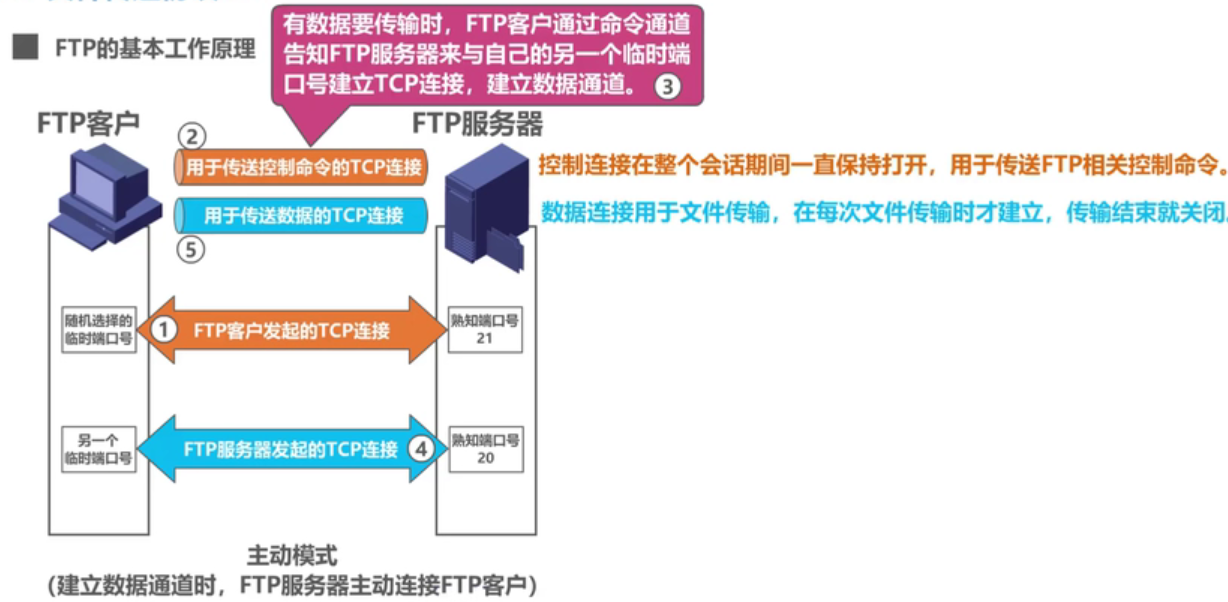 FTP的基本工作原理
有数据要传输时，FTP客户通过命令通道
告知FTP服务器来与自己的另一个临时端
口号建立TCP连接，建立数据通道。 ③
FTP客户
FTP服务器
②
用于传送控制命令的TCP连接
控制连接在整个会话期间一直保持打开，用于传送FTP相关控制命令。
用于传送数据的TCP连接
数据连接用于文件传输，在每次文件传输时才建立，传输结束就关闭。
⑤
随机选择的
临时端口号
① FTP客户发起的TCP连接
熟知端口号
21
另一个
临时端口号
FTP服务器发起的TCP连接 ④
熟知端口号
20
主动模式
(建立数据通道时，FTP服务器主动连接FTP客户)